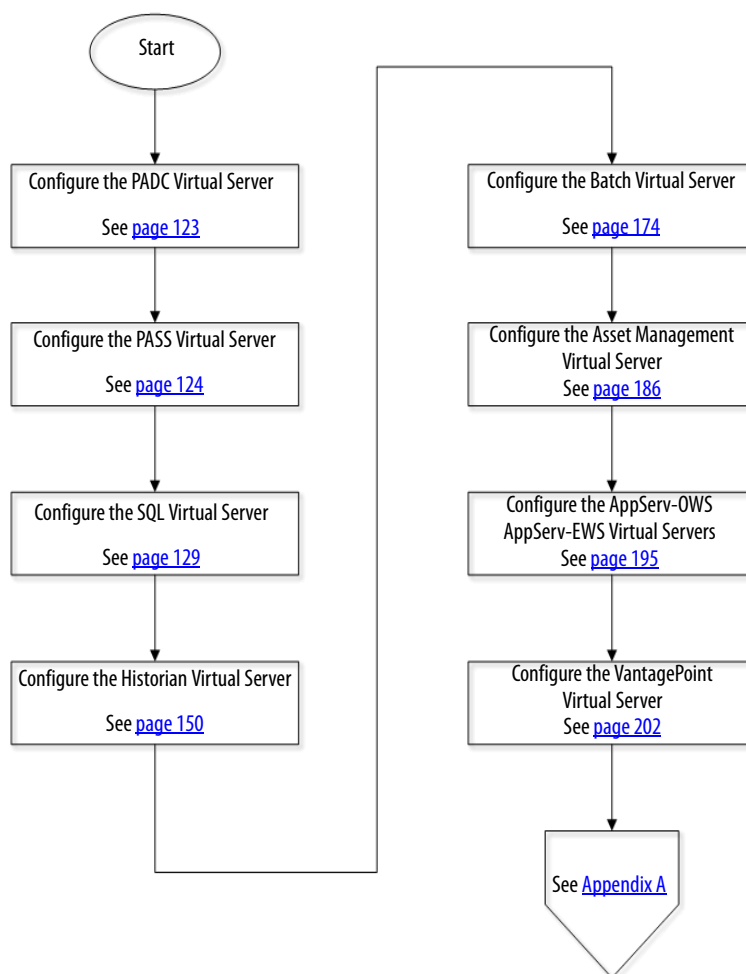 Start
Configure the PADC Virtual Server
See page 123
Configure the PASS Virtual Server
See page 124
Configure the SQL Virtual Server
See page 129
Configure the Historian Virtual Server
See page 150
Configure the Batch Virtual Server
See page 174
Configure the Asset Management
Virtual Server
See page 186
Configure the AppServ-OWS
AppServ-EWS Virtual Servers
See page 195
Configure the VantagePoint
Virtual Server
See page 202
See Appendix A